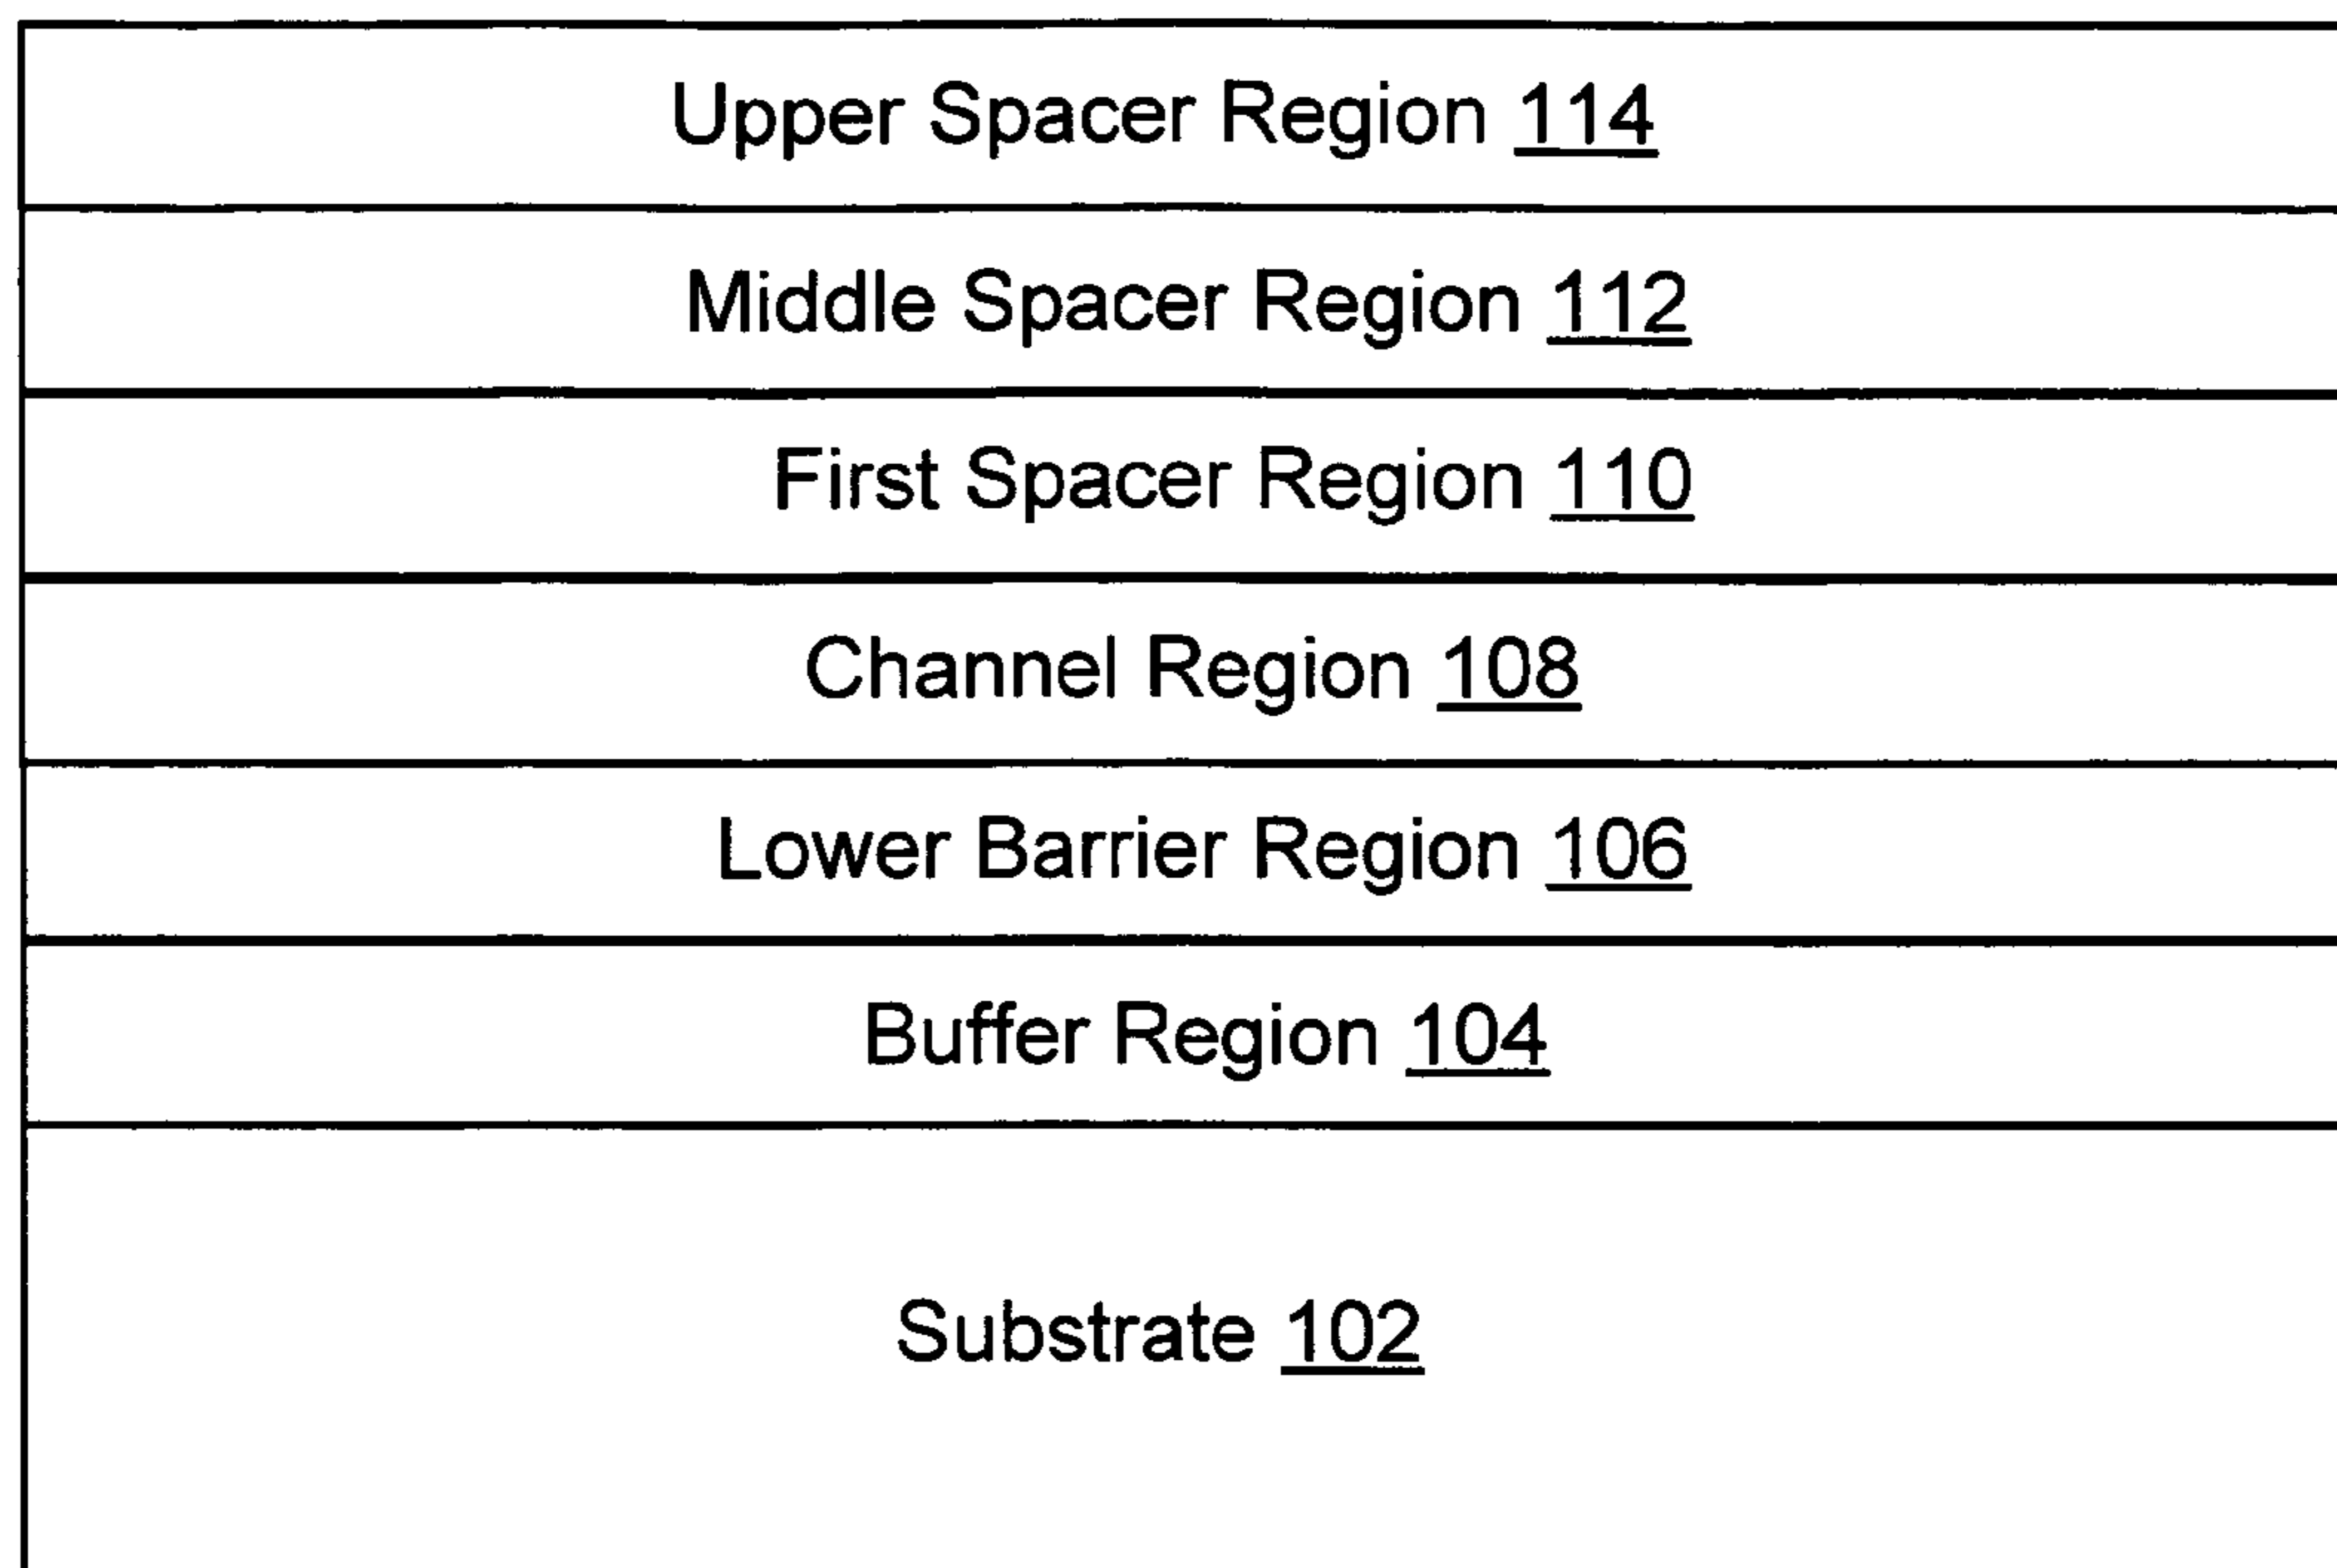 Upper Spacer Region 114
Middle Spacer Region 112
First Spacer Region 110
Channel Region 108
Lower Barrier Region 106
Buffer Region 104
Substrate 102